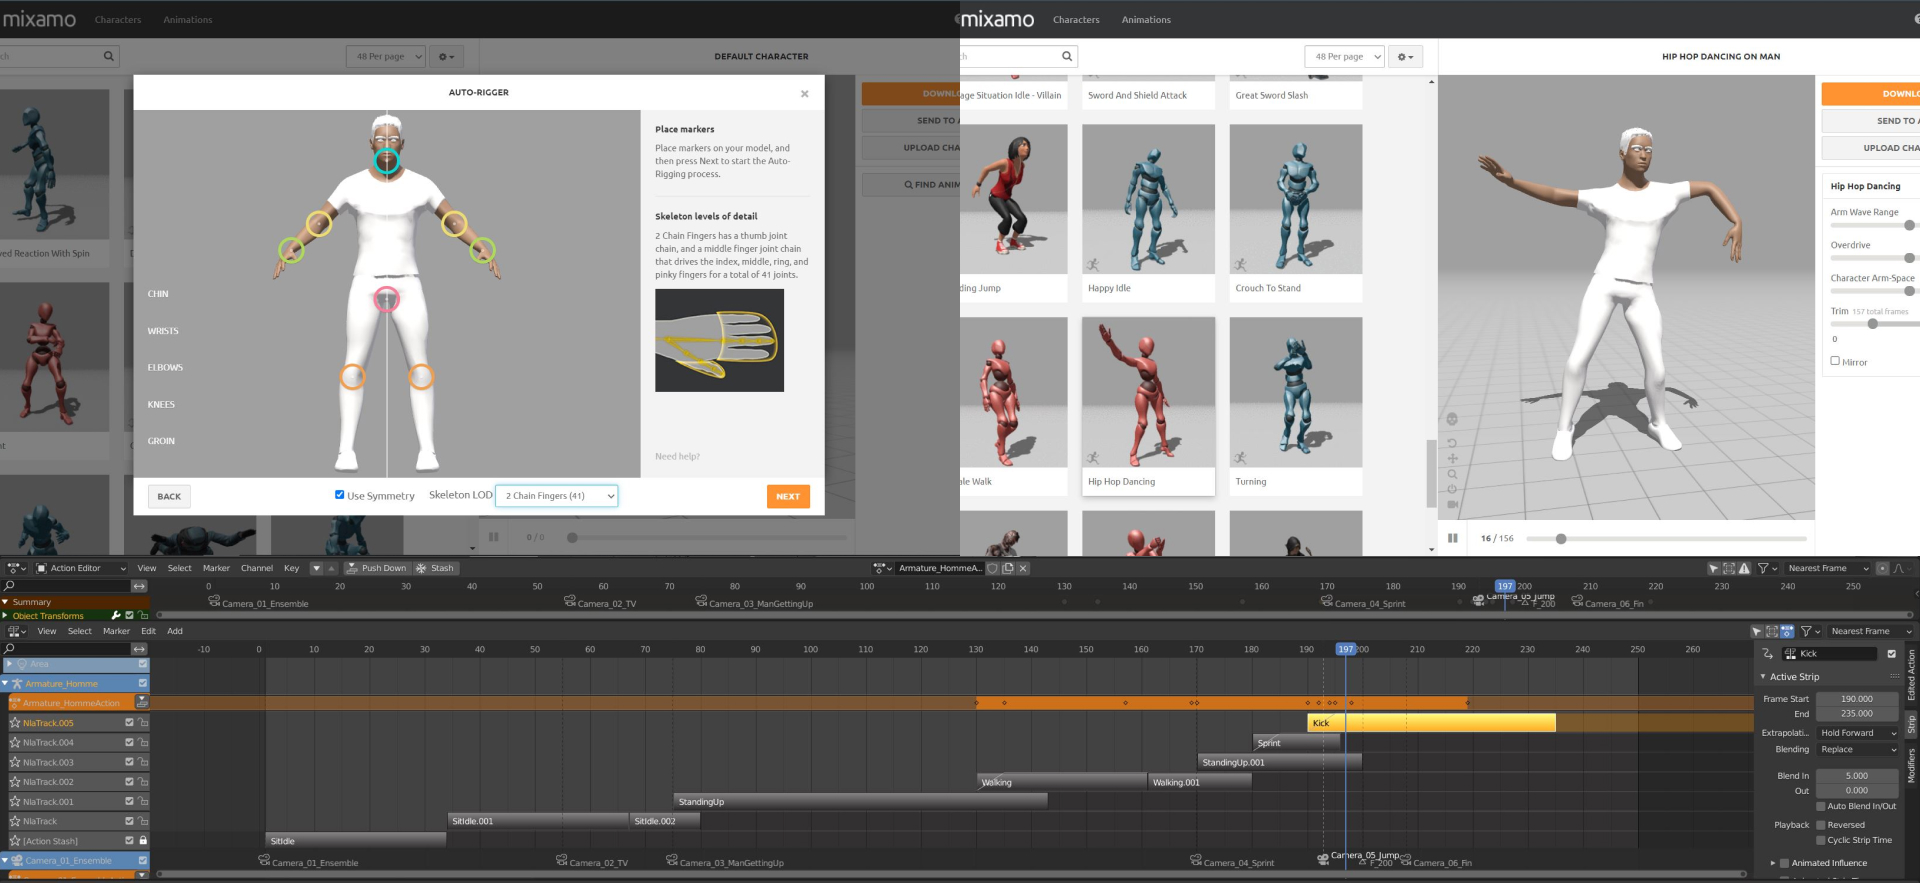 mixamo
Characters
Animations
48 Per page
DEFAULT CHARACTER
AUTO-RIGGER
Place markers
Place markers on your model, and
then press Next to start the Auto-
Rigging process.
Skeleton levels of detail
2 Chain Fingers has a thumb joint
chain, and a middle finger joint chain
that drives the index, middle, ring, and
pinky fingers for a total of 41 joints.
CHIN
WRISTS
ELBOWS
KNEES
GROIN
Need help?
BACK
Use Symmetry
Skeleton LOD
2 Chain Fingers (41)
NEXT
ved Reaction With Spin
DOWNL
SEND TO A
UPLOAD CHA
FIND ANIM
0 / 0
mixamo
Characters
Animations
48 Per page
HIP HOP DANCING ON MAN
age Situation Idle - Villain
Sword And Shield Attack
Great Sword Slash
ding Jump
Happy Idle
Crouch To Stand
ale Walk
Hip Hop Dancing
Turning
DOWNLO
SEND TO A
UPLOAD CHA
Hip Hop Dancing
Arm Wave Range
Overdrive
Character Arm-Space
Trim 157 total frames
0
Mirror
16 / 156
Action Editor View Select Marker Channel Key Push Down Stash
Armature_HommeA...
Nearest Frame
0 10 20 30 40 50 60 70 80 90 100 110 120 130 140 150 160 170 180 190 197 200 210 220 230 240 250
Summary
Camera_01_Ensemble Camera_02_TV Camera_03_ManGettingUp Camera_04_Sprint Camera_05_Jump F_200 Camera_06_Fin
Object Transforms
View Select Marker Edit Add
Nearest Frame
-10 0 10 20 30 40 50 60 70 80 90 100 110 120 130 140 150 160 170 180 190 197 200 210 220 230 240 250 260
Area
Armature_Homme
Armature_HommeAction
NlaTrack.005
Kick
NlaTrack.004
Sprint
NlaTrack.003
StandingUp.001
NlaTrack.002
Walking Walking.001
NlaTrack.001
StandingUp
NlaTrack
SitIdle.001 SitIdle.002
[Action Stash]
SitIdle
Camera_01_Ensemble
Camera_01_Ensemble Camera_02_TV Camera_03_ManGettingUp Camera_04_Sprint Camera_05_Jump F_200 Camera_06_Fin
Kick
Active Strip
Frame Start 190.000
End 235.000
Extrapolati... Hold Forward
Blending Replace
Blend In 5.000
Out 0.000
Auto Blend In/Out
Playback Reversed
Cyclic Strip Time
Animated Influence
Edited Action
Strip
Modifiers